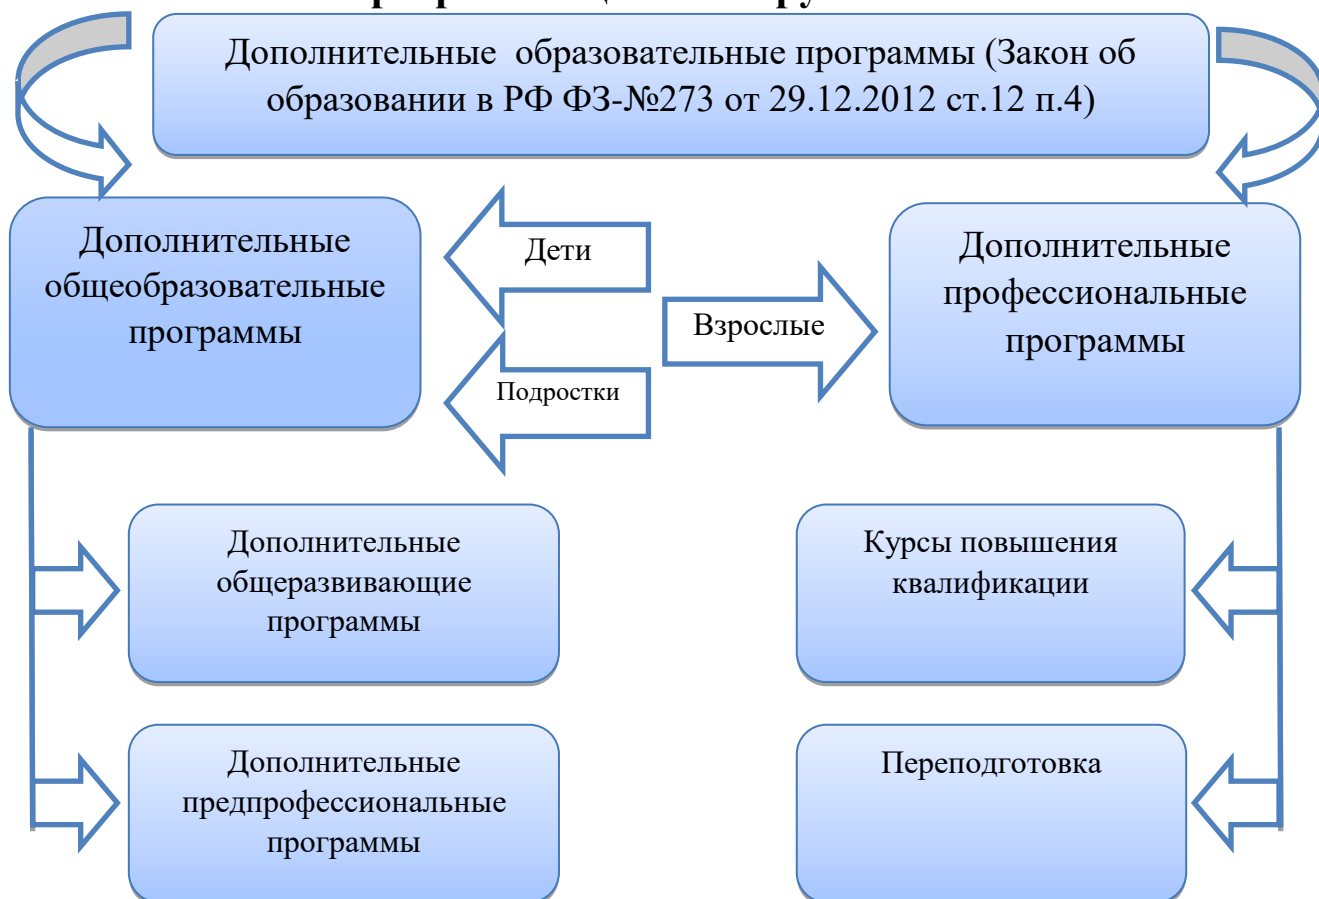 Дополнительные образовательные программы (Закон об
образовании в РФ ФЗ-№273 от 29.12.2012 ст.12 п.4)
Дополнительные
общеобразовательные
программы
Дети
Взрослые
Подростки
Дополнительные
профессиональные
программы
Дополнительные
общеразвивающие
программы
Курсы повышения
квалификации
Дополнительные
предпрофессиональные
программы
Переподготовка